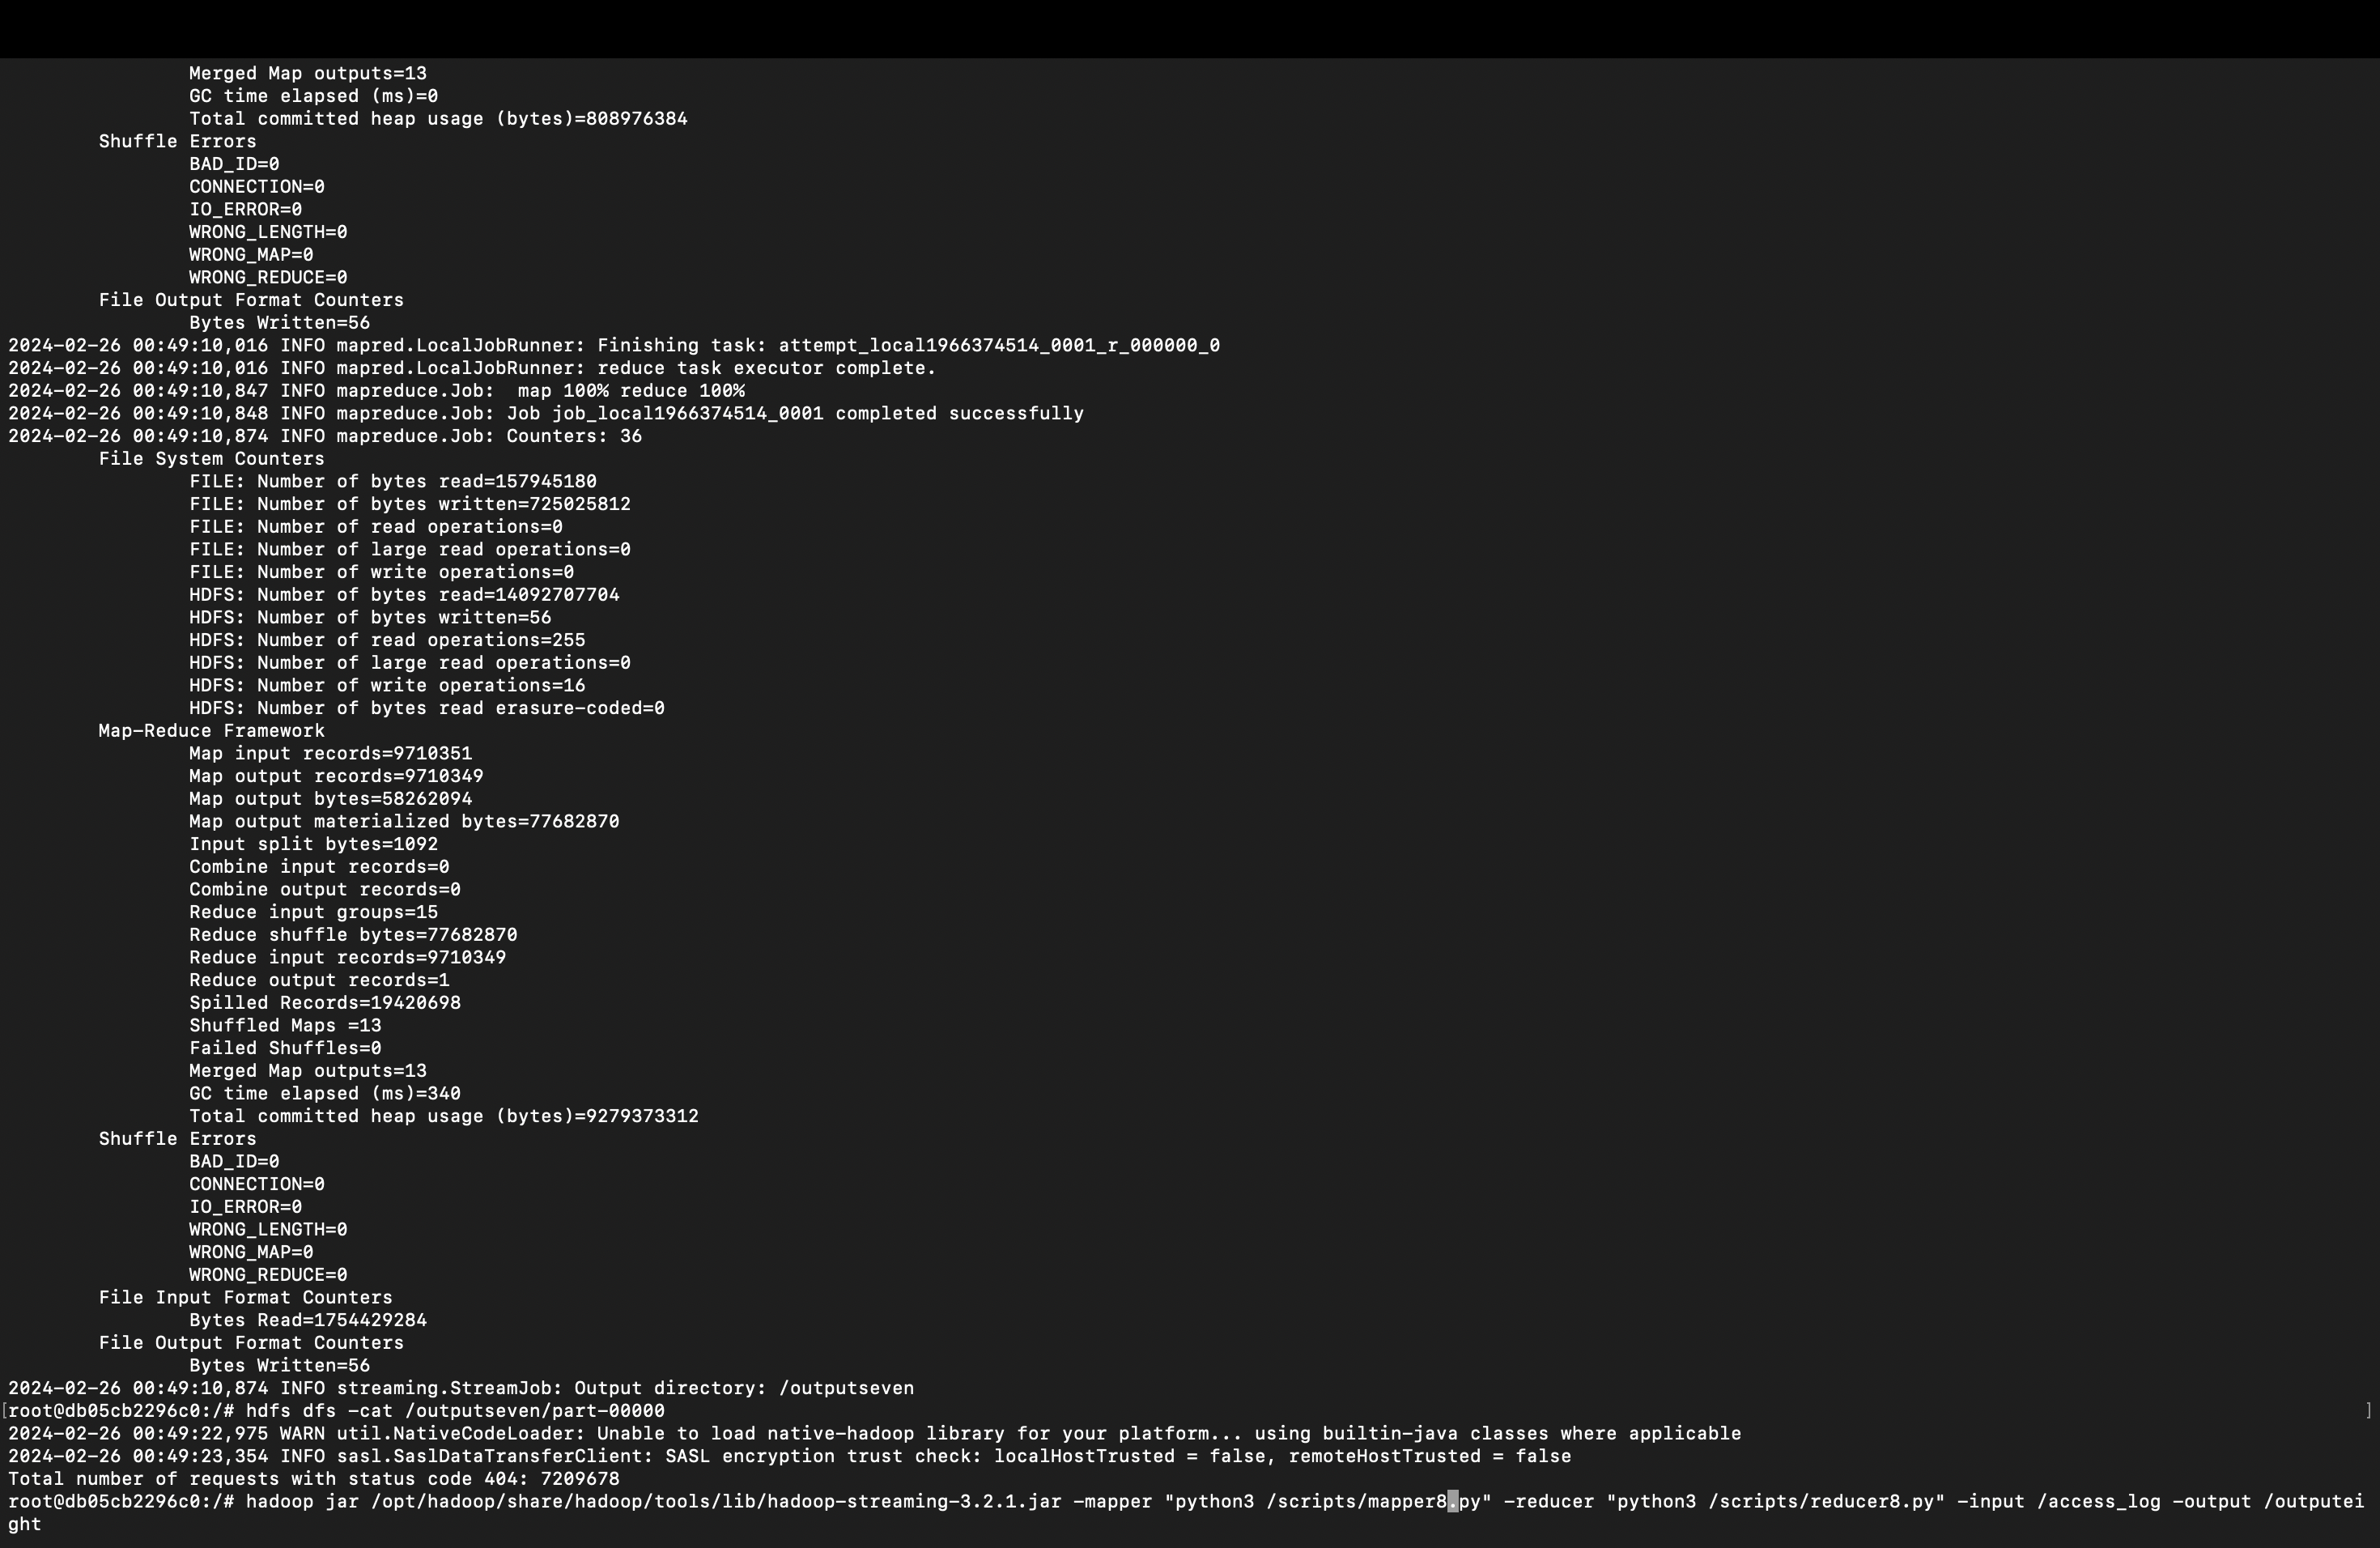 Merged Map outputs=13
GC time elapsed (ms)=0
Total committed heap usage (bytes)=808976384
Shuffle Errors
BAD_ID=0
CONNECTION=0
IO_ERROR=0
WRONG_LENGTH=0
WRONG_MAP=0
WRONG_REDUCE=0
File Output Format Counters
Bytes Written=56
2024-02-26 00:49:10,016 INFO mapred.LocalJobRunner: Finishing task: attempt_local1966374514_0001_r_000000_0
2024-02-26 00:49:10,016 INFO mapred.LocalJobRunner: reduce task executor complete.
2024-02-26 00:49:10,847 INFO mapreduce.Job:  map 100% reduce 100%
2024-02-26 00:49:10,848 INFO mapreduce.Job: Job job_local1966374514_0001 completed successfully
2024-02-26 00:49:10,874 INFO mapreduce.Job: Counters: 36
File System Counters
FILE: Number of bytes read=157945180
FILE: Number of bytes written=725025812
FILE: Number of read operations=0
FILE: Number of large read operations=0
FILE: Number of write operations=0
HDFS: Number of bytes read=14092707704
HDFS: Number of bytes written=56
HDFS: Number of read operations=255
HDFS: Number of large read operations=0
HDFS: Number of write operations=16
HDFS: Number of bytes read erasure-coded=0
Map-Reduce Framework
Map input records=9710351
Map output records=9710349
Map output bytes=58262094
Map output materialized bytes=77682870
Input split bytes=1092
Combine input records=0
Combine output records=0
Reduce input groups=15
Reduce shuffle bytes=77682870
Reduce input records=9710349
Reduce output records=1
Spilled Records=19420698
Shuffled Maps =13
Failed Shuffles=0
Merged Map outputs=13
GC time elapsed (ms)=340
Total committed heap usage (bytes)=9279373312
Shuffle Errors
BAD_ID=0
CONNECTION=0
IO_ERROR=0
WRONG_LENGTH=0
WRONG_MAP=0
WRONG_REDUCE=0
File Input Format Counters
Bytes Read=1754429284
File Output Format Counters
Bytes Written=56
2024-02-26 00:49:10,874 INFO streaming.StreamJob: Output directory: /outputseven
[root@db05cb2296c0:/# hdfs dfs -cat /outputseven/part-00000 ]
2024-02-26 00:49:22,975 WARN util.NativeCodeLoader: Unable to load native-hadoop library for your platform... using builtin-java classes where applicable
2024-02-26 00:49:23,354 INFO sasl.SaslDataTransferClient: SASL encryption trust check: localHostTrusted = false, remoteHostTrusted = false
Total number of requests with status code 404: 7209678
root@db05cb2296c0:/# hadoop jar /opt/hadoop/share/hadoop/tools/lib/hadoop-streaming-3.2.1.jar -mapper "python3 /scripts/mapper8.py" -reducer "python3 /scripts/reducer8.py" -input /access_log -output /outputei
ght